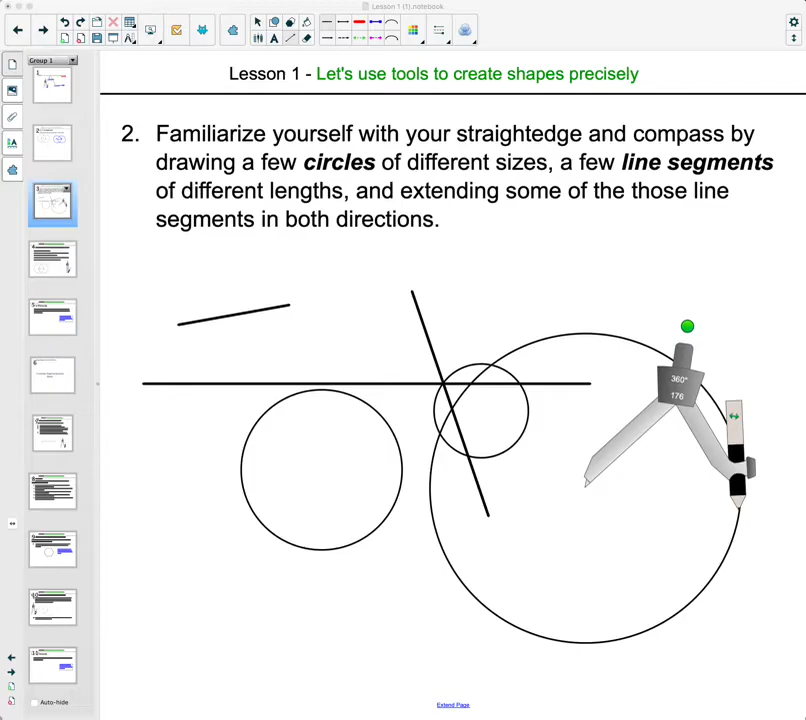 Lesson 1 (1).notebook
Group 1
Lesson 1 - Let's use tools to create shapes precisely
2. Familiarize yourself with your straightedge and compass by
drawing a few circles of different sizes, a few line segments
of different lengths, and extending some of the those line
segments in both directions.
360°
176
Auto-hide
Extend Page